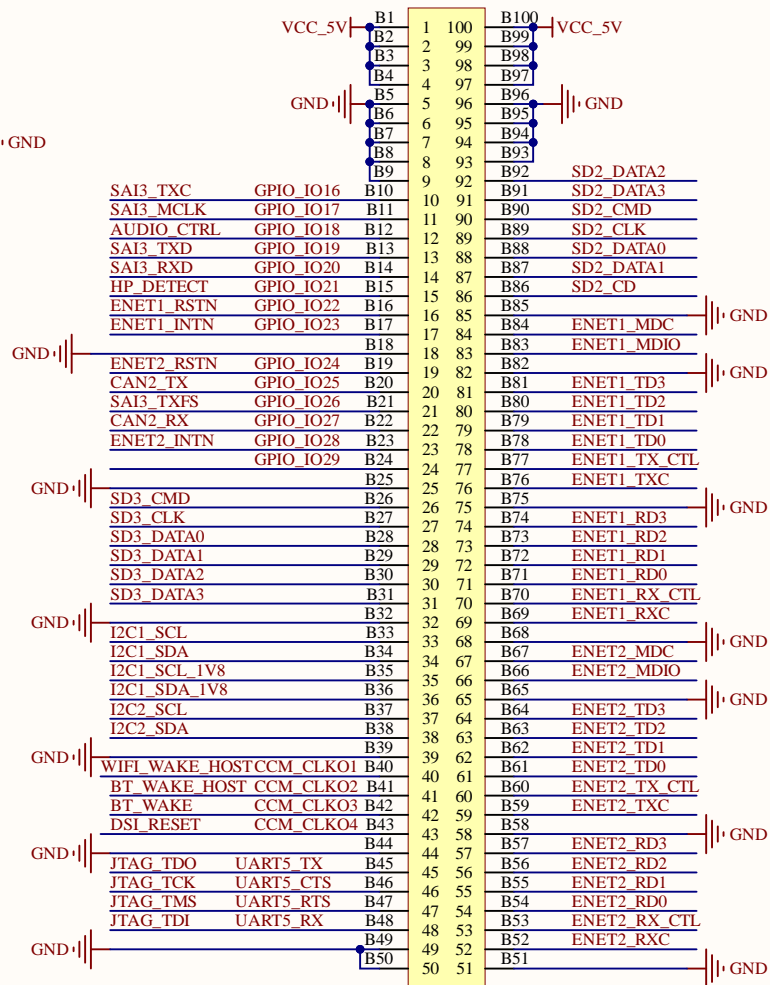 B1 1 100 B100
VCC_5V VCC_5V
B2 2 99 B99
B3 3 98 B98
B4 4 97 B97
B5 5 96 B96
GND GND
B6 6 95 B95
B7 7 94 B94
GND
B8 8 93 B93
B9 9 92 B92 SD2_DATA2
SAI3_TXC GPIO_IO16 B10 10 91 B91 SD2_DATA3
SAI3_MCLK GPIO_IO17 B11 11 90 B90 SD2_CMD
AUDIO_CTRL GPIO_IO18 B12 12 89 B89 SD2_CLK
SAI3_TXD GPIO_IO19 B13 13 88 B88 SD2_DATA0
SAI3_RXD GPIO_IO20 B14 14 87 B87 SD2_DATA1
HP_DETECT GPIO_IO21 B15 15 86 B86 SD2_CD
ENET1_RSTN GPIO_IO22 B16 16 85 B85 GND
ENET1_INTN GPIO_IO23 B17 17 84 B84 ENET1_MDC
GND B18 18 83 B83 ENET1_MDIO
ENET2_RSTN GPIO_IO24 B19 19 82 B82 GND
CAN2_TX GPIO_IO25 B20 20 81 B81 ENET1_TD3
SAI3_TXFS GPIO_IO26 B21 21 80 B80 ENET1_TD2
CAN2_RX GPIO_IO27 B22 22 79 B79 ENET1_TD1
ENET2_INTN GPIO_IO28 B23 23 78 B78 ENET1_TD0
GPIO_IO29 B24 24 77 B77 ENET1_TX_CTL
GND B25 25 76 B76 ENET1_TXC
SD3_CMD B26 26 75 B75 GND
SD3_CLK B27 27 74 B74 ENET1_RD3
SD3_DATA0 B28 28 73 B73 ENET1_RD2
SD3_DATA1 B29 29 72 B72 ENET1_RD1
SD3_DATA2 B30 30 71 B71 ENET1_RD0
SD3_DATA3 B31 31 70 B70 ENET1_RX_CTL
GND B32 32 69 B69 ENET1_RXC
I2C1_SCL B33 33 68 B68 GND
I2C1_SDA B34 34 67 B67 ENET2_MDC
I2C1_SCL_1V8 B35 35 66 B66 ENET2_MDIO
I2C1_SDA_1V8 B36 36 65 B65 GND
I2C2_SCL B37 37 64 B64 ENET2_TD3
I2C2_SDA B38 38 63 B63 ENET2_TD2
GND B39 39 62 B62 ENET2_TD1
WIFI_WAKE_HOST CCM_CLKO1 B40 40 61 B61 ENET2_TD0
BT_WAKE_HOST CCM_CLKO2 B41 41 60 B60 ENET2_TX_CTL
BT_WAKE CCM_CLKO3 B42 42 59 B59 ENET2_TXC
DSI_RESET CCM_CLKO4 B43 43 58 B58 GND
GND B44 44 57 B57 ENET2_RD3
JTAG_TDO UART5_TX B45 45 56 B56 ENET2_RD2
JTAG_TCK UART5_CTS B46 46 55 B55 ENET2_RD1
JTAG_TMS UART5_RTS B47 47 54 B54 ENET2_RD0
JTAG_TDI UART5_RX B48 48 53 B53 ENET2_RX_CTL
GND B49 49 52 B52 ENET2_RXC
B50 50 51 B51 GND